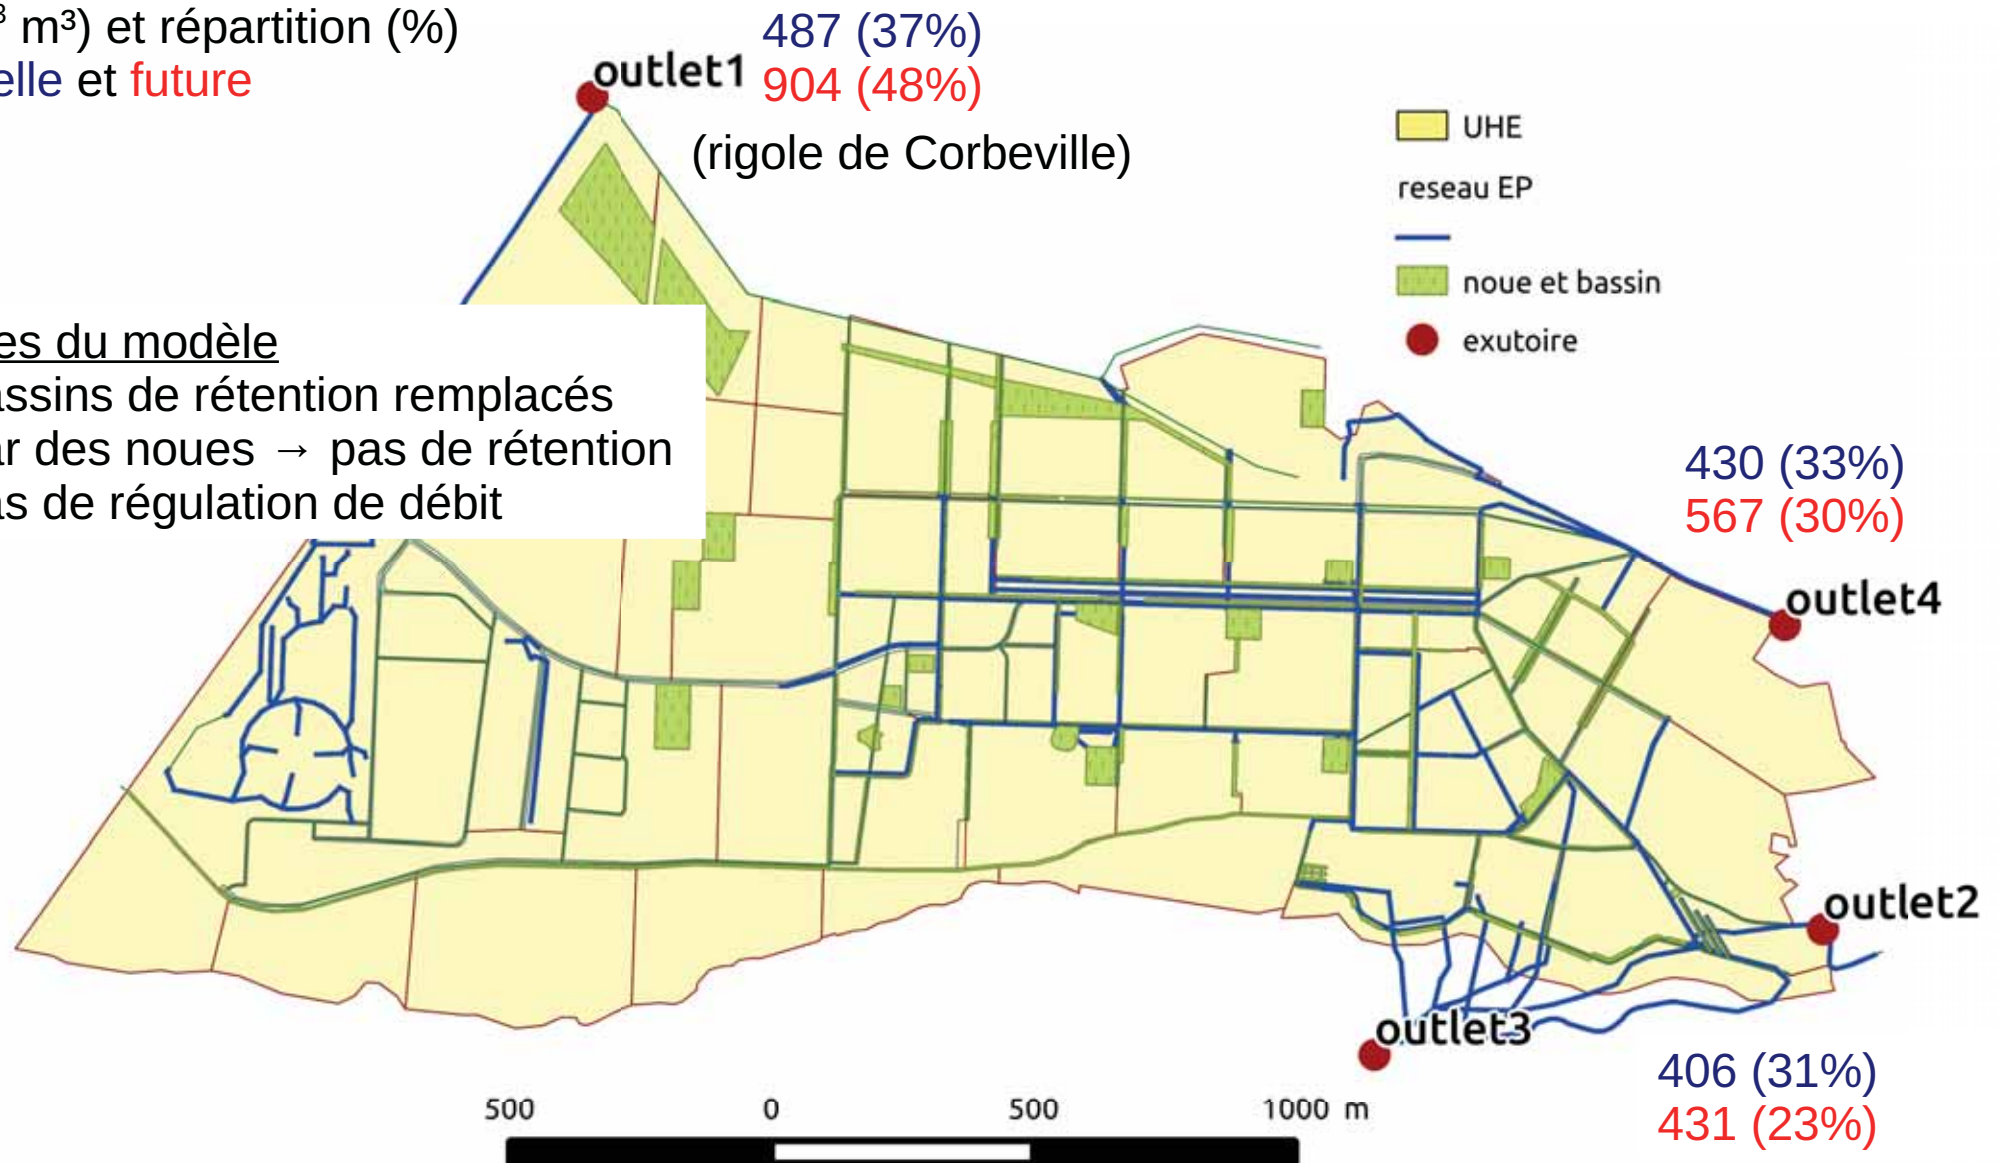 ³ m³) et répartition (%)
elle et future
outlet1
487 (37%)
904 (48%)
(rigole de Corbeville)
UHE
reseau EP
noue et bassin
exutoire
es du modèle
assins de rétention remplacés
ar des noues → pas de rétention
as de régulation de débit
430 (33%)
567 (30%)
outlet4
outlet2
outlet3
406 (31%)
431 (23%)
500 0 500 1000 m